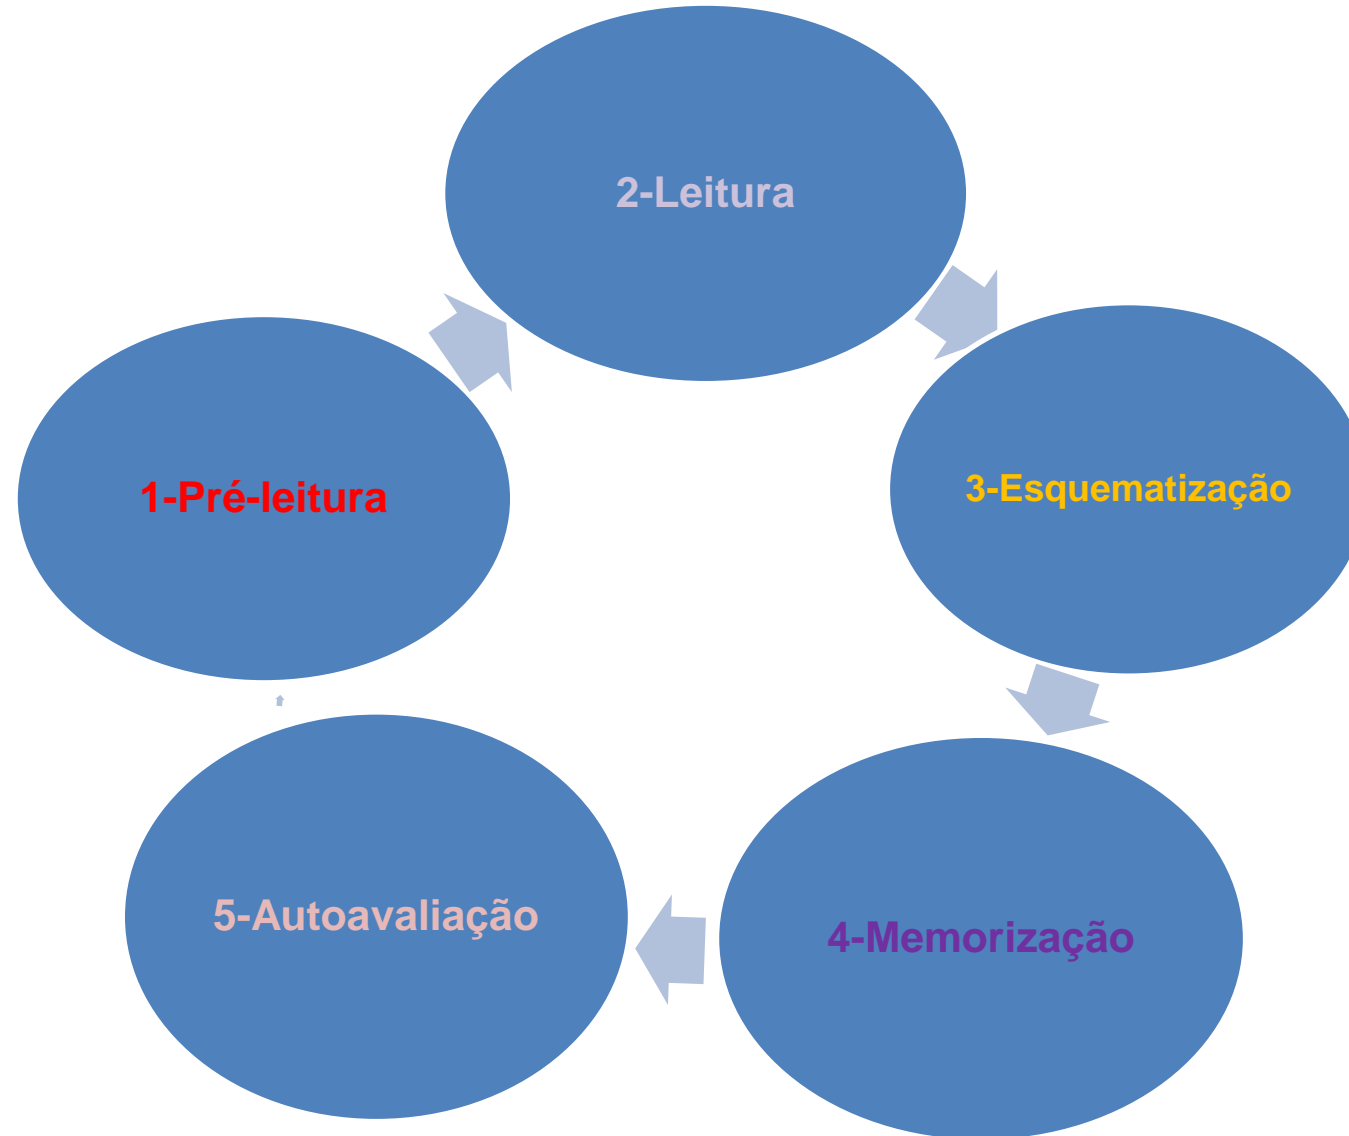 1-Pré-leitura
2-Leitura
3-Esquematização
4-Memorização
5-Autoavaliação